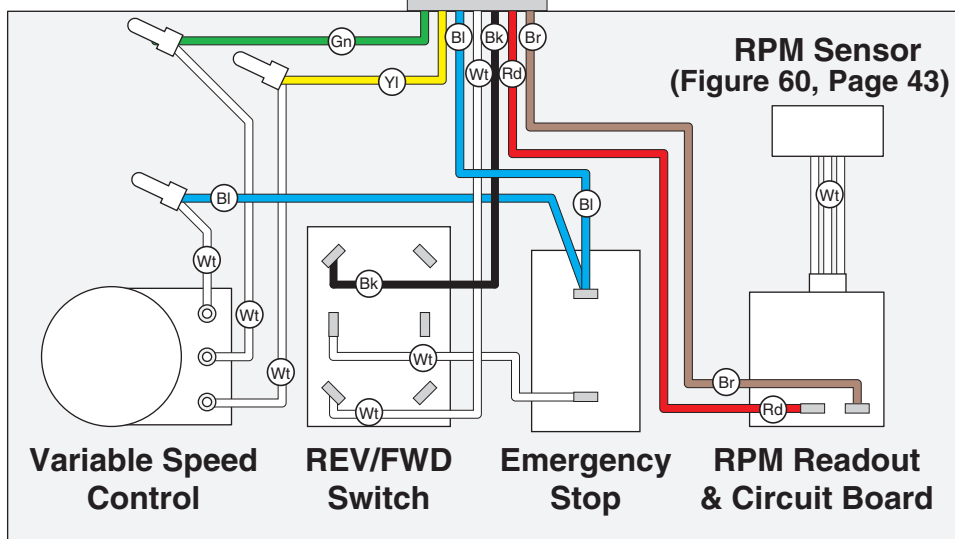 Gn
Bl
Bk
Br
Wt
Rd
Yl
RPM Sensor
(Figure 60, Page 43)
Bl
Bl
Wt
Wt
Bk
Wt
Wt
Wt
Br
Wt
Rd
Variable Speed
Control
REV/FWD
Switch
Emergency
Stop
RPM Readout
& Circuit Board